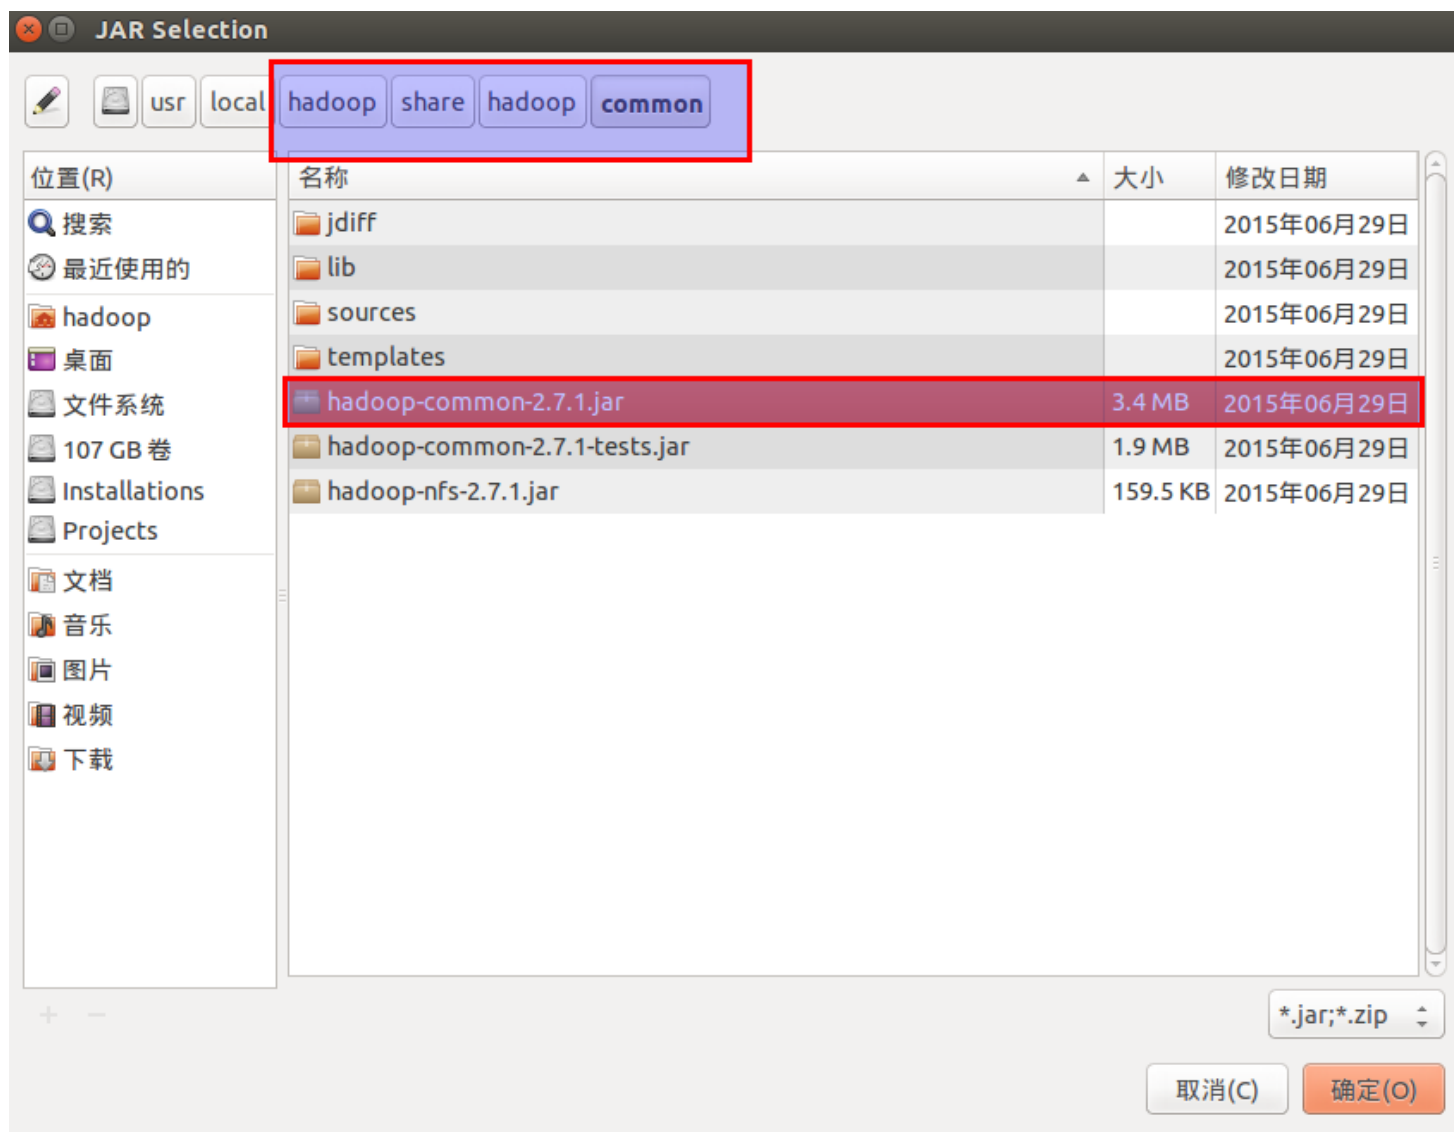 JAR Selection
usr local hadoop share hadoop common
位置(R) 名称 大小 修改日期
搜索
最近使用的
hadoop
桌面
文件系统
107 GB 卷
Installations
Projects
文档
音乐
图片
视频
下载
jdiff 2015年06月29日
lib 2015年06月29日
sources 2015年06月29日
templates 2015年06月29日
hadoop-common-2.7.1.jar 3.4 MB 2015年06月29日
hadoop-common-2.7.1-tests.jar 1.9 MB 2015年06月29日
hadoop-nfs-2.7.1.jar 159.5 KB 2015年06月29日
*.jar;*.zip
取消(C) 确定(O)